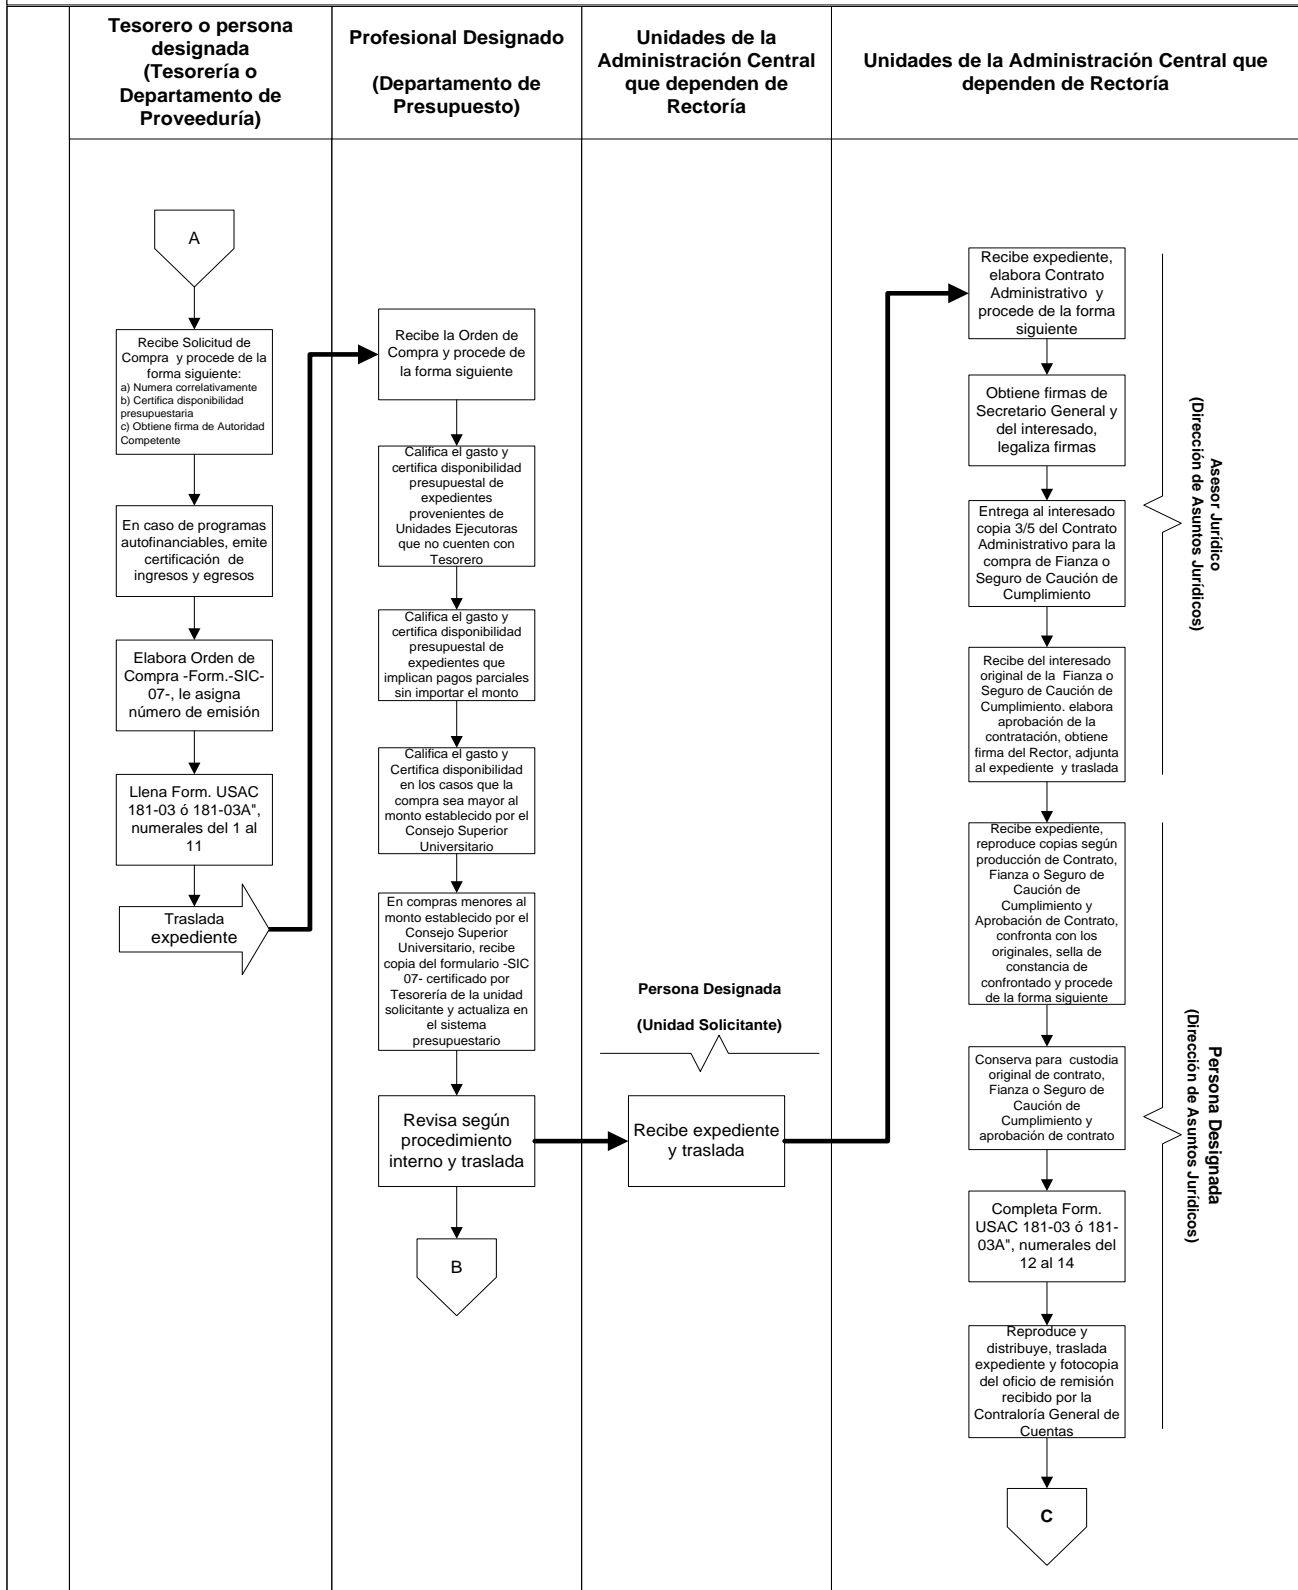 Tesorero o persona
designada
(Tesorería o
Departamento de
Proveeduría)
Profesional Designado
(Departamento de
Presupuesto)
Unidades de la
Administración Central
que dependen de
Rectoría
Unidades de la Administración Central que
dependen de Rectoría
A
Recibe Solicitud de
Compra y procede de la
forma siguiente:
a) Numera correlativamente
b) Certifica disponibilidad
presupuestaria
c) Obtiene firma de Autoridad
Competente
En caso de programas
autofinanciables, emite
certificación de
ingresos y egresos
Elabora Orden de
Compra -Form.-SIC-
07-, le asigna
número de emisión
Llena Form. USAC
181-03 ó 181-03A",
numerales del 1 al
11
Traslada
expediente
Recibe la Orden de
Compra y procede de
la forma siguiente
Califica el gasto y
certifica disponibilidad
presupuestal de
expedientes
provenientes de
Unidades Ejecutoras
que no cuenten con
Tesorero
Califica el gasto y
certifica disponibilidad
presupuestal de
expedientes que
implican pagos parciales
sin importar el monto
Califica el gasto y
Certifica disponibilidad
en los casos que la
compra sea mayor al
monto establecido por el
Consejo Superior
Universitario
En compras menores al
monto establecido por el
Consejo Superior
Universitario, recibe
copia del formulario -SIC
07- certificado por
Tesorería de la unidad
solicitante y actualiza en
el sistema
presupuestario
Revisa según
procedimiento
interno y traslada
B
Persona Designada
(Unidad Solicitante)
Recibe expediente
y traslada
Recibe expediente,
elabora Contrato
Administrativo y
procede de la forma
siguiente
Obtiene firmas de
Secretario General y
del interesado,
legaliza firmas
Entrega al interesado
copia 3/5 del Contrato
Administrativo para la
compra de Fianza o
Seguro de Caución de
Cumplimiento
Recibe del interesado
original de la Fianza o
Seguro de Caución de
Cumplimiento. elabora
aprobación de la
contratación, obtiene
firma del Rector, adjunta
al expediente y traslada
Asesor Jurídico
(Dirección de Asuntos Jurídicos)
Recibe expediente,
reproduce copias según
producción de Contrato,
Fianza o Seguro de
Caución de
Cumplimiento y
Aprobación de Contrato,
confronta con los
originales, sella de
constancia de
confrontado y procede
de la forma siguiente
Conserva para custodia
original de contrato,
Fianza o Seguro de
Caución de
Cumplimiento y
aprobación de contrato
Completa Form.
USAC 181-03 ó 181-
03A", numerales del
12 al 14
Reproduce y
distribuye, traslada
expediente y fotocopia
del oficio de remisión
recibido por la
Contraloría General de
Cuentas
Persona Designada
(Dirección de Asuntos Jurídicos)
C